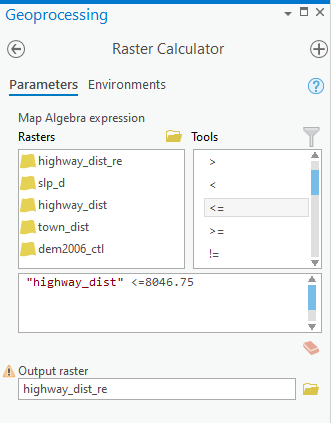 Geoprocessing
Raster Calculator
Parameters Environments
Map Algebra expression
Rasters Tools
highway_dist_re
slp_d
highway_dist
town_dist
dem2006_ctl
>
<
<=
>=
!=
"highway_dist" <=8046.75
Output raster
highway_dist_re